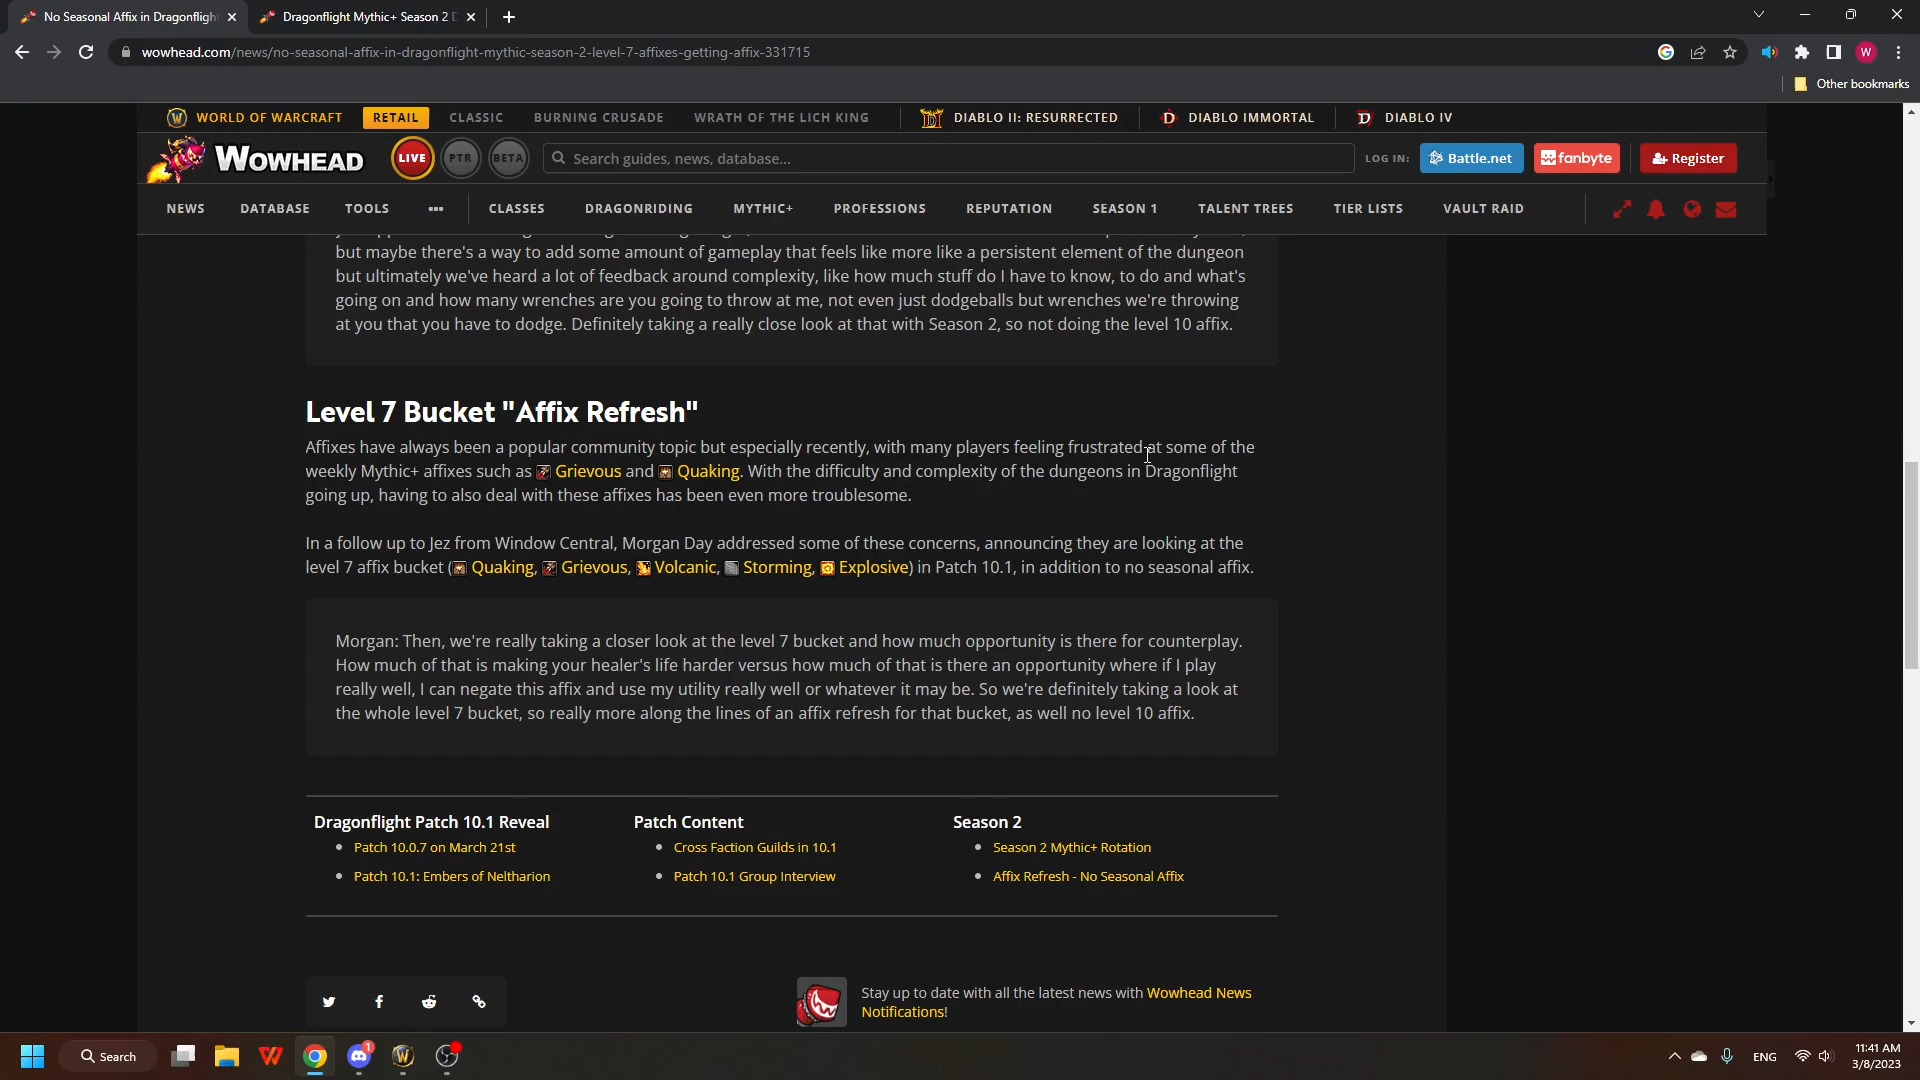 No Seasonal Affix in Dragonflight
Dragonflight Mythic+ Season 2 D
wowhead.com/news/no-seasonal-affix-in-dragonflight-mythic-season-2-level-7-affixes-getting-affix-331715
W
Other bookmarks
WORLD OF WARCRAFT RETAIL CLASSIC BURNING CRUSADE WRATH OF THE LICH KING DIABLO II: RESURRECTED DIABLO IMMORTAL DIABLO IV
WOWHEAD LIVE PTR BETA Search guides, news, database... LOG IN: Battle.net fanbyte Register
NEWS DATABASE TOOLS ••• CLASSES DRAGONRIDING MYTHIC+ PROFESSIONS REPUTATION SEASON 1 TALENT TREES TIER LISTS VAULT RAID
but maybe there's a way to add some amount of gameplay that feels like more like a persistent element of the dungeon
but ultimately we've heard a lot of feedback around complexity, like how much stuff do I have to know, to do and what's
going on and how many wrenches are you going to throw at me, not even just dodgeballs but wrenches we're throwing
at you that you have to dodge. Definitely taking a really close look at that with Season 2, so not doing the level 10 affix.
Level 7 Bucket "Affix Refresh"
Affixes have always been a popular community topic but especially recently, with many players feeling frustrated at some of the
weekly Mythic+ affixes such as Grievous and Quaking. With the difficulty and complexity of the dungeons in Dragonflight
going up, having to also deal with these affixes has been even more troublesome.
In a follow up to Jez from Window Central, Morgan Day addressed some of these concerns, announcing they are looking at the
level 7 affix bucket (Quaking, Grievous, Volcanic, Storming, Explosive) in Patch 10.1, in addition to no seasonal affix.
Morgan: Then, we're really taking a closer look at the level 7 bucket and how much opportunity is there for counterplay.
How much of that is making your healer's life harder versus how much of that is there an opportunity where if I play
really well, I can negate this affix and use my utility really well or whatever it may be. So we're definitely taking a look at
the whole level 7 bucket, so really more along the lines of an affix refresh for that bucket, as well no level 10 affix.
Dragonflight Patch 10.1 Reveal
Patch 10.0.7 on March 21st
Patch 10.1: Embers of Neltharion
Patch Content
Cross Faction Guilds in 10.1
Patch 10.1 Group Interview
Season 2
Season 2 Mythic+ Rotation
Affix Refresh - No Seasonal Affix
Stay up to date with all the latest news with Wowhead News
Notifications!
Search
1
ENG
11:41 AM
3/8/2023